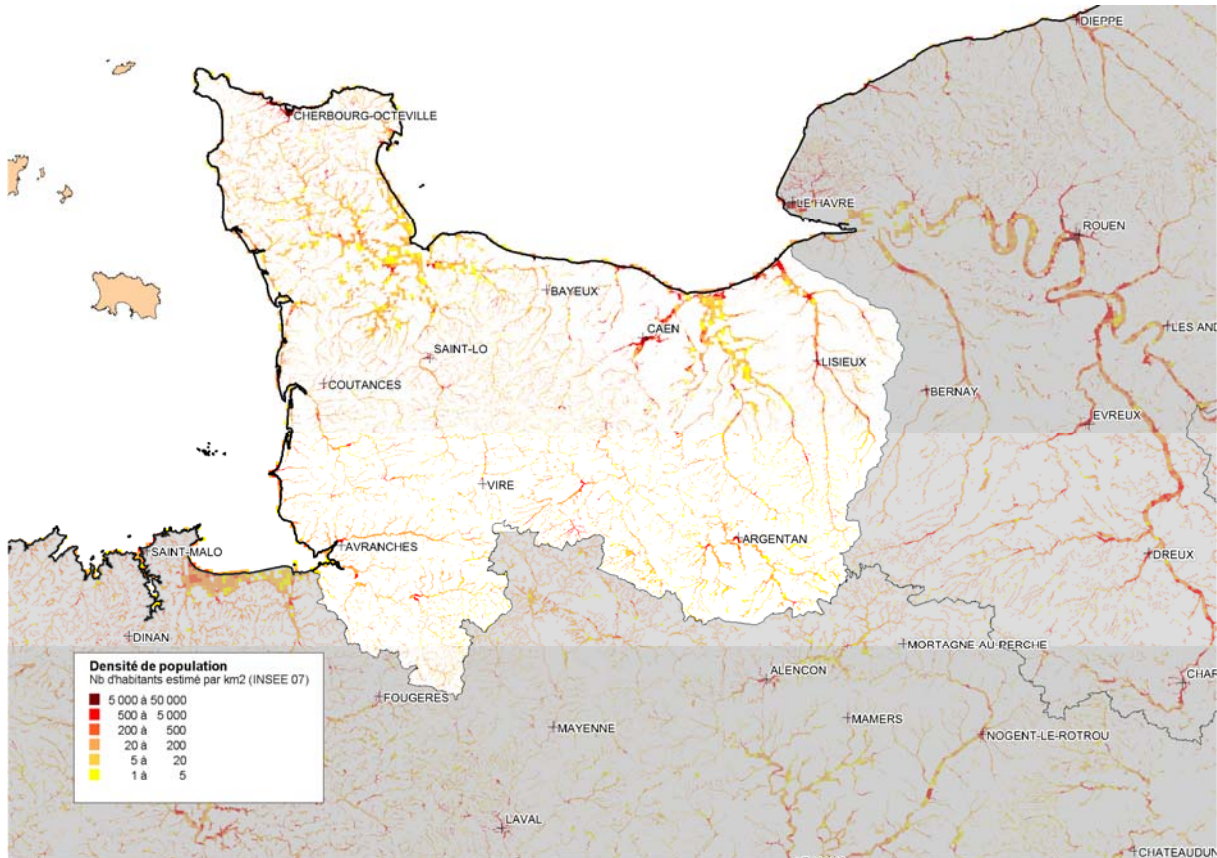 DIEPPE
CHERBOURG-OCTEVILLE
LE HAVRE
ROUEN
BAYEUX
CAEN
LES AND
SAINT-LO
LISIEUX
COUTANCES
BERNAY
EVREUX
VIRE
ARGENTAN
AVRANCHES
SAINT-MALO
DREUX
DINAN
MORTAGNE-AU-PERCHE
Densité de population
Nb d'habitants estimé par km2 (INSEE 07)
5 000 à 50 000
500 à 5 000
200 à 500
20 à 200
5 à 20
1 à 5
ALENCON
CHAR
FOUGERES
MAYENNE
MAMERS
NOGENT-LE-ROTROU
LAVAL
CHATEAUDUN